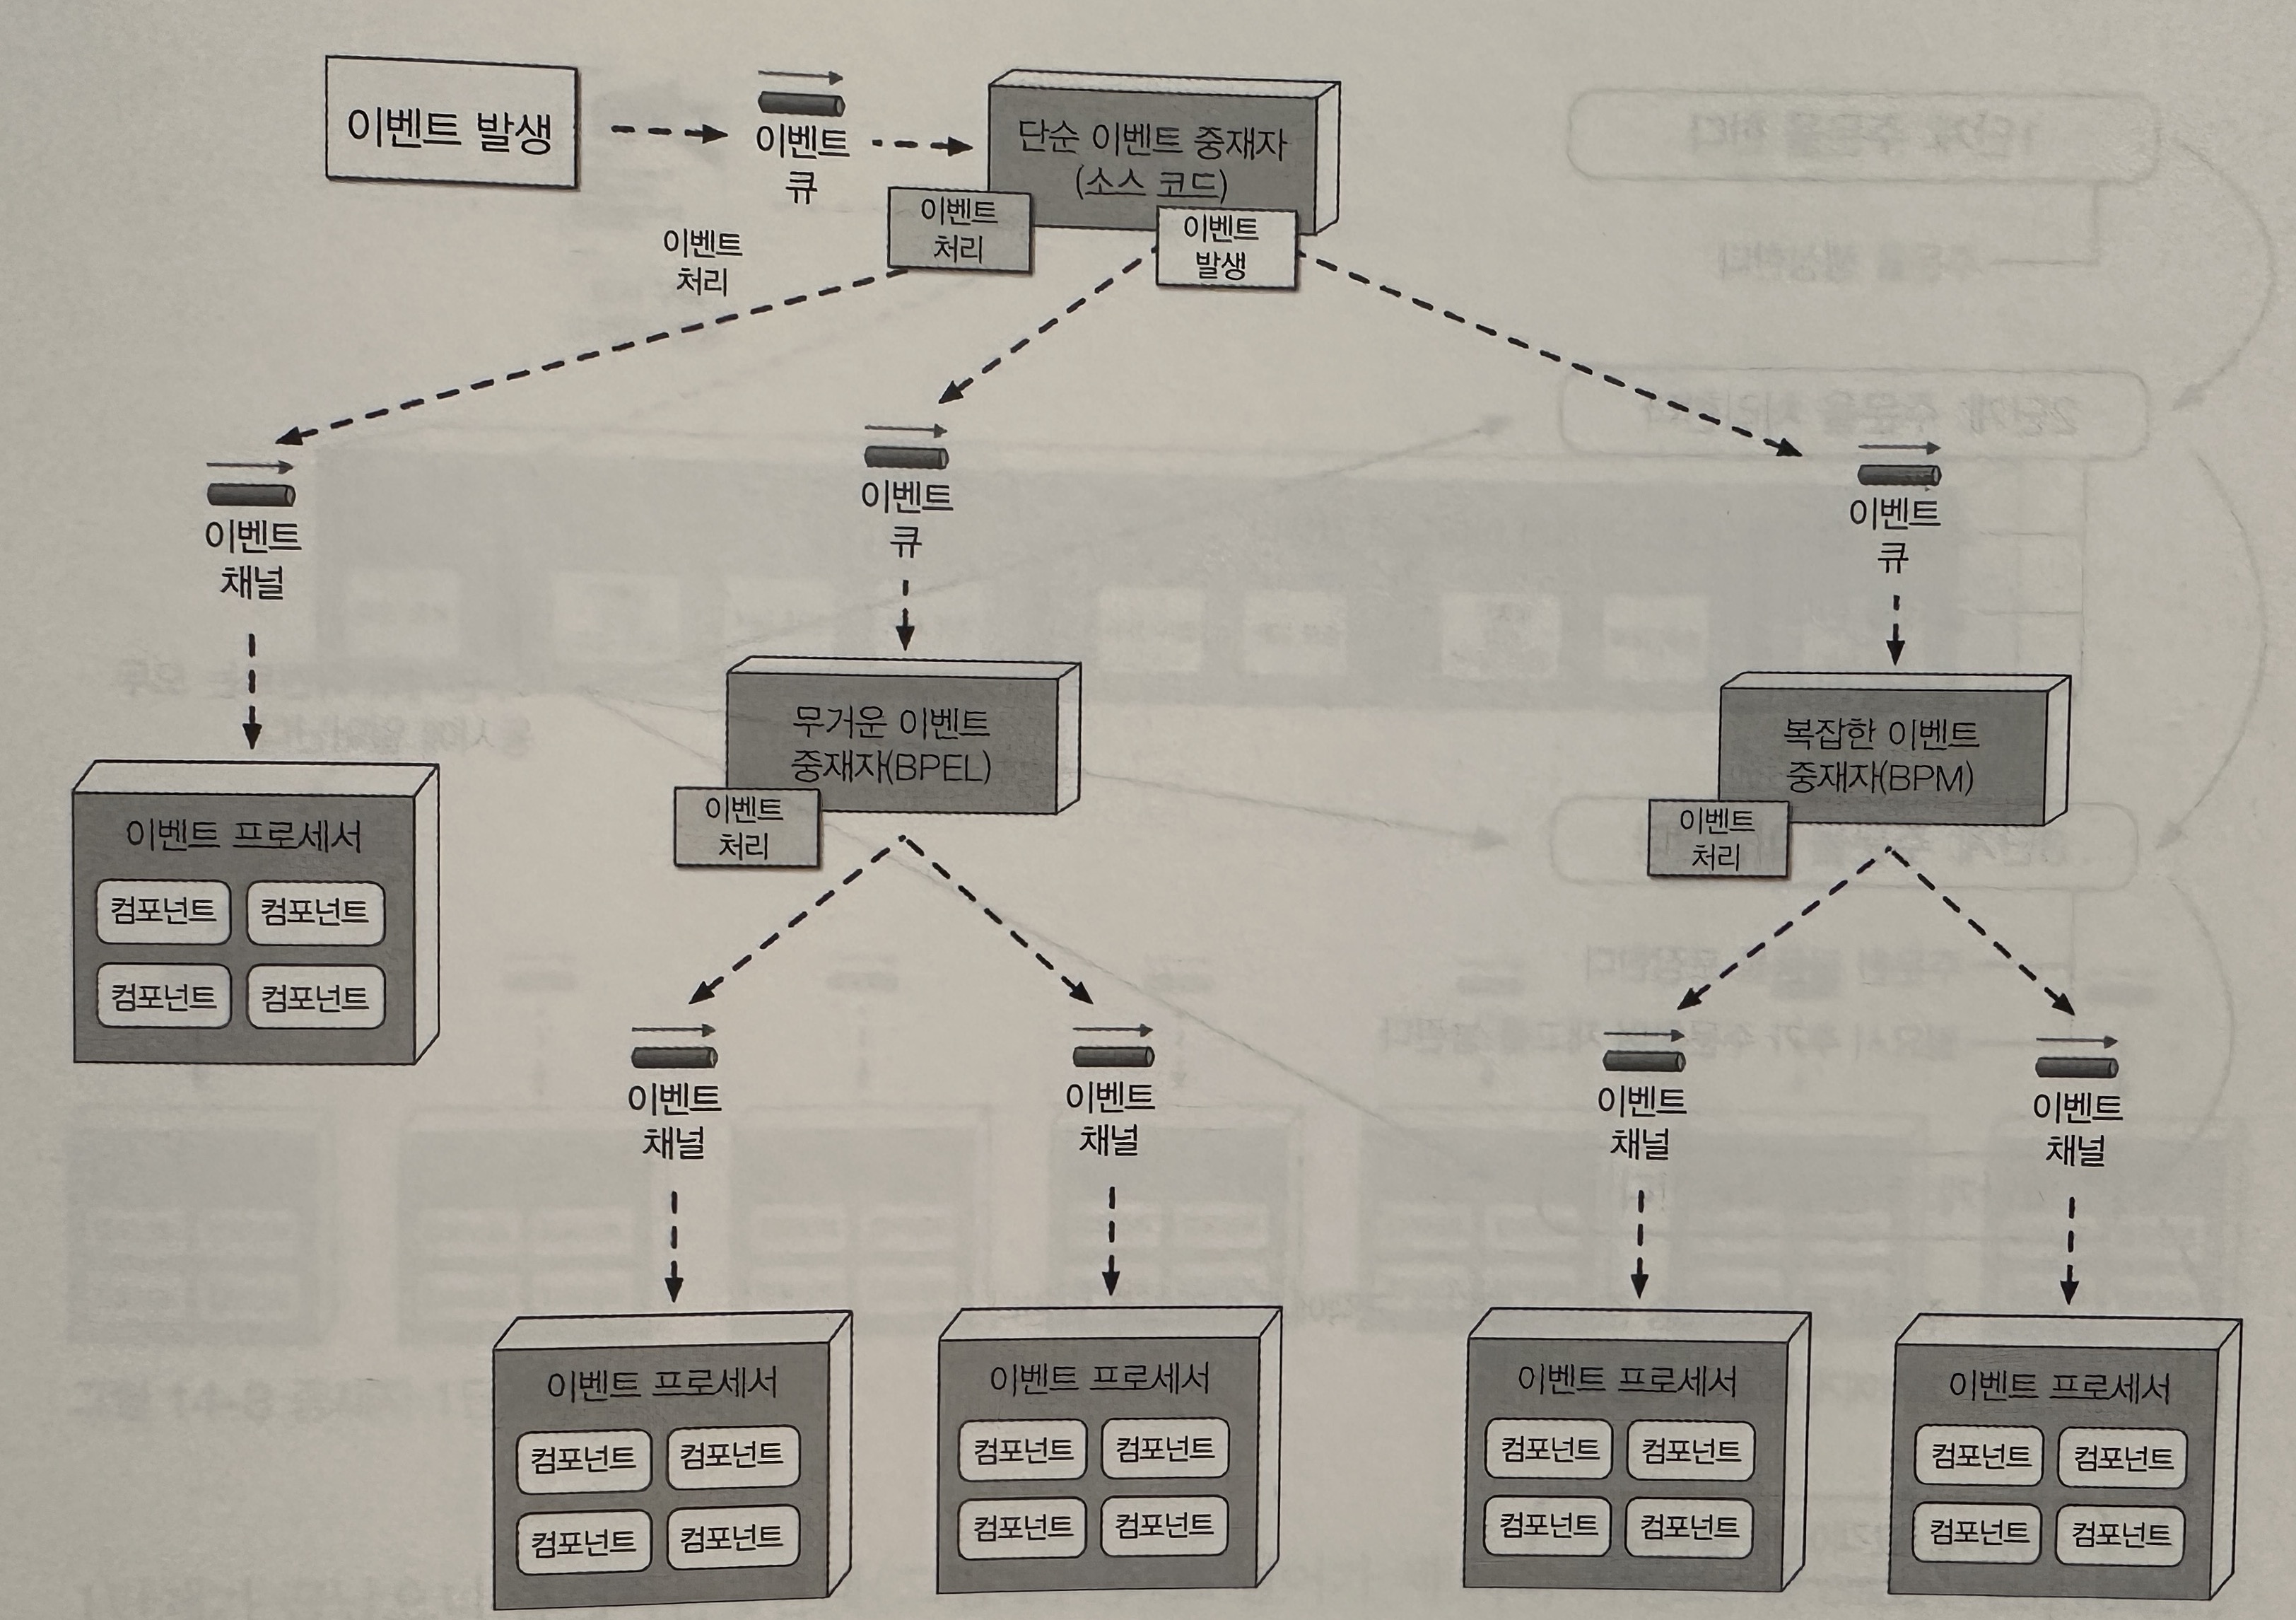 이벤트 발생
이벤트
큐
단순 이벤트 중재자
(소스 코드)
이벤트
처리
이벤트
발생
이벤트
처리
이벤트
채널
이벤트
큐
이벤트
큐
무거운 이벤트
중재자(BPEL)
이벤트
처리
복잡한 이벤트
중재자(BPM)
이벤트
처리
이벤트 프로세서
컴포넌트 컴포넌트
컴포넌트 컴포넌트
이벤트
채널
이벤트
채널
이벤트
채널
이벤트
채널
이벤트 프로세서
컴포넌트 컴포넌트
컴포넌트 컴포넌트
이벤트 프로세서
컴포넌트 컴포넌트
컴포넌트 컴포넌트
이벤트 프로세서
컴포넌트 컴포넌트
컴포넌트 컴포넌트
이벤트 프로세서
컴포넌트 컴포넌트
컴포넌트 컴포넌트